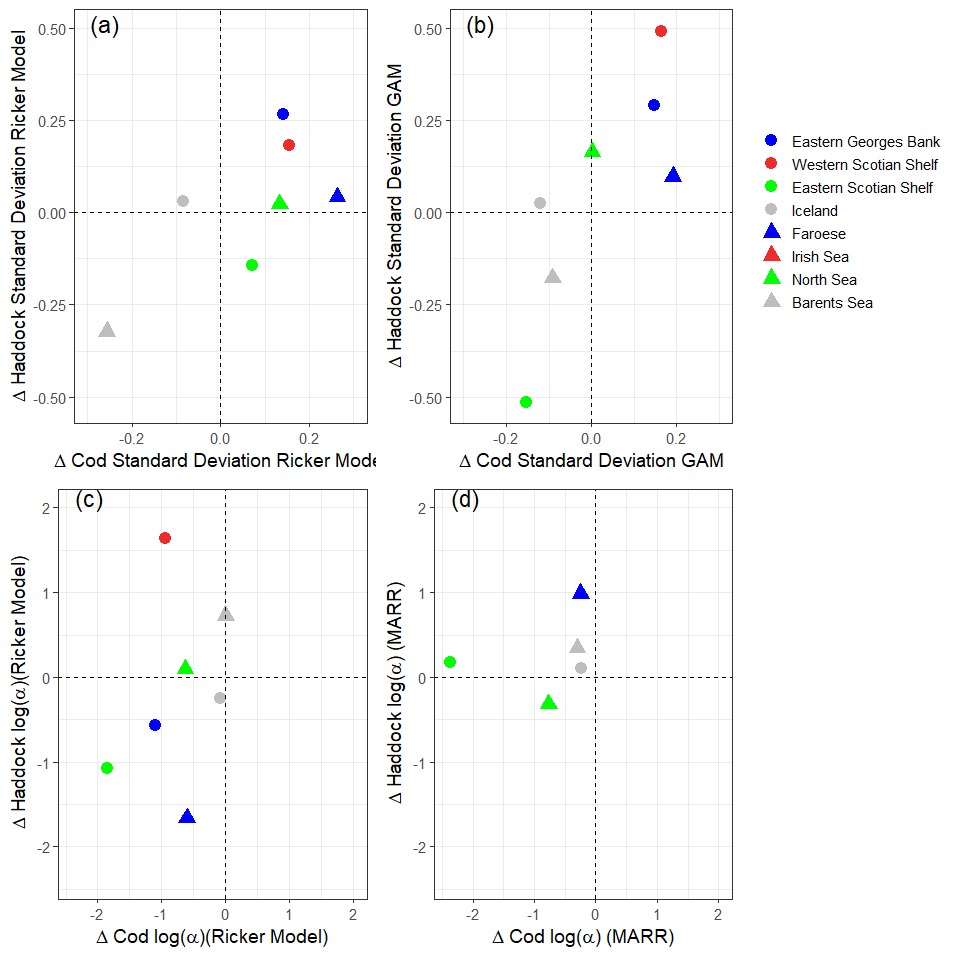 (a)
Δ Haddock Standard Deviation Ricker Model
0.50
0.25
0.00
-0.25
-0.50
-0.2 0.0 0.2
Δ Cod Standard Deviation Ricker Mode
(b)
Δ Haddock Standard Deviation GAM
0.50
0.25
0.00
-0.25
-0.50
-0.2 0.0 0.2
Δ Cod Standard Deviation GAM
Eastern Georges Bank
Western Scotian Shelf
Eastern Scotian Shelf
Iceland
Faroese
Irish Sea
North Sea
Barents Sea
(c)
Δ Haddock log(α)(Ricker Model)
2
1
0
-1
-2
-2 -1 0 1 2
Δ Cod log(α)(Ricker Model)
(d)
Δ Haddock log(α) (MARR)
2
1
0
-1
-2
-2 -1 0 1 2
Δ Cod log(α) (MARR)